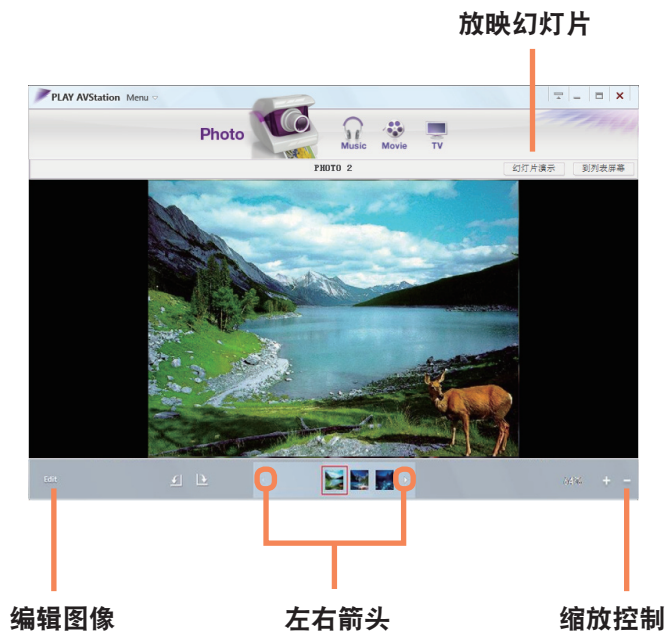 放映幻灯片
PLAY AVStation Menu
Photo
Music Movie TV
PHOTO 2
幻灯片演示 到列表屏幕
Edit
编辑图像 左右箭头 缩放控制